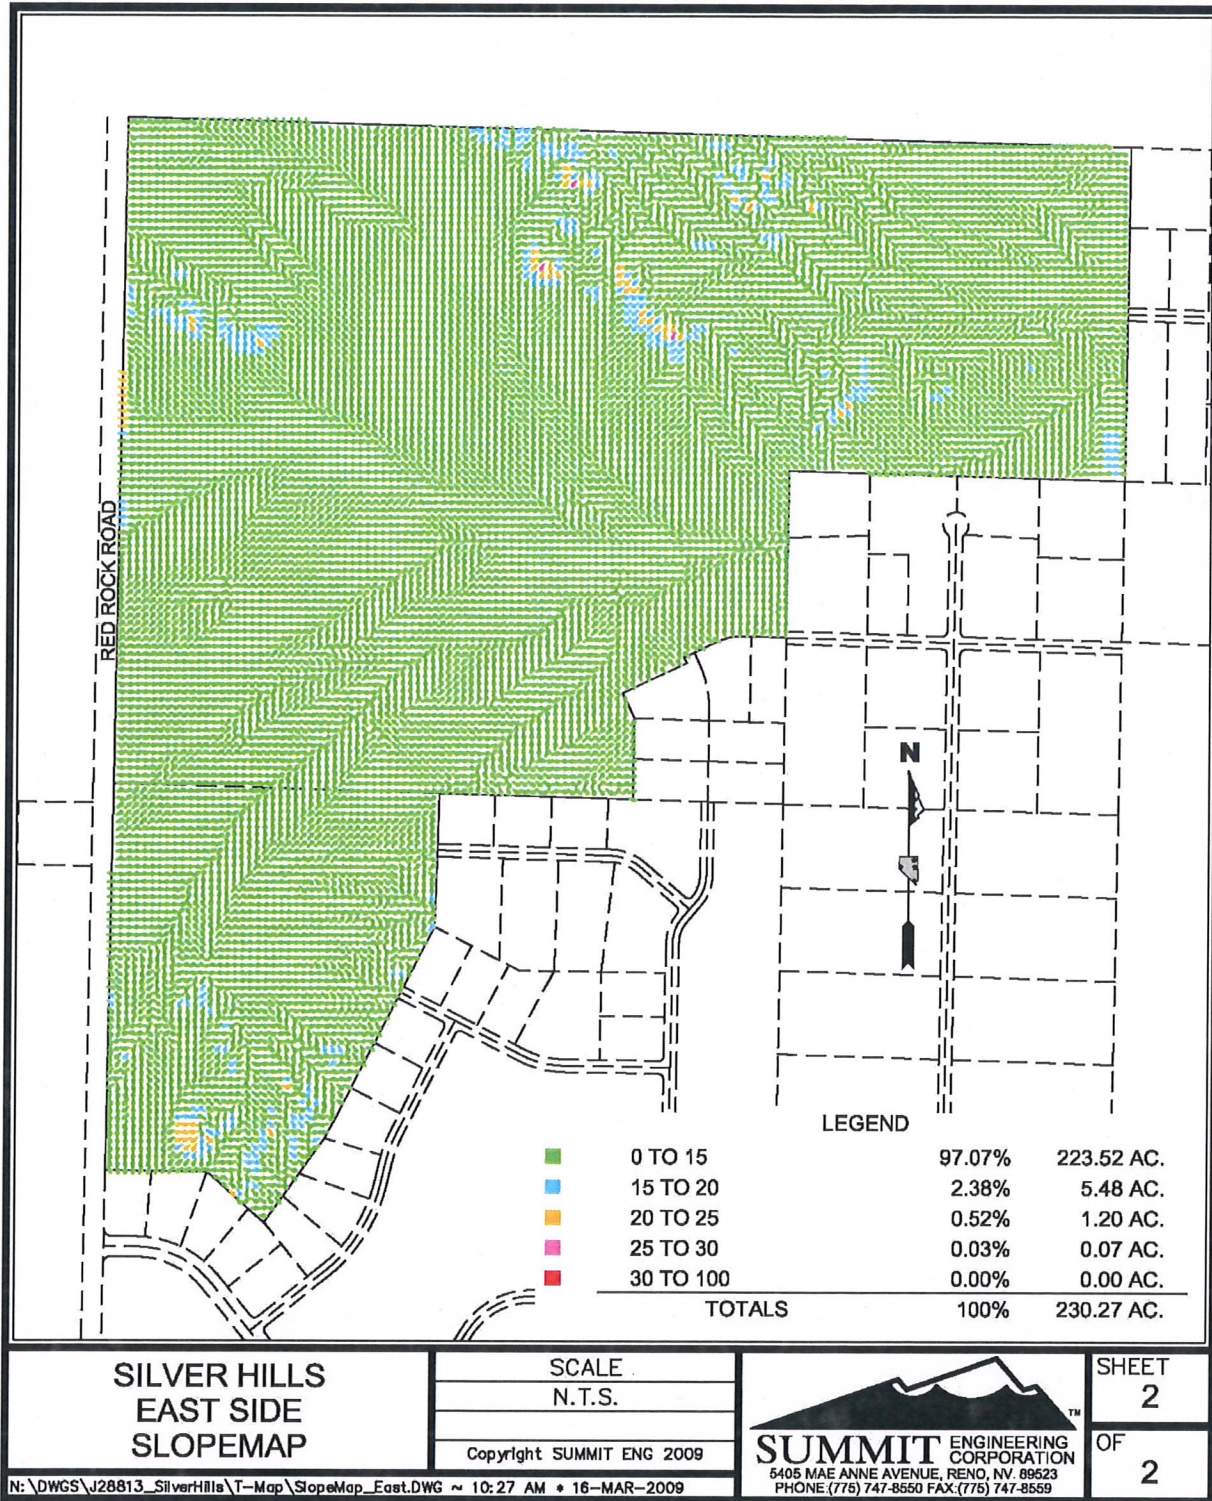 RED ROCK ROAD
N
LEGEND
0 TO 15 97.07% 223.52 AC.
15 TO 20 2.38% 5.48 AC.
20 TO 25 0.52% 1.20 AC.
25 TO 30 0.03% 0.07 AC.
30 TO 100 0.00% 0.00 AC.
TOTALS 100% 230.27 AC.
SILVER HILLS
EAST SIDE
SLOPEMAP
SCALE
N.T.S.
Copyright SUMMIT ENG 2009
TM
SUMMIT ENGINEERING CORPORATION
5405 MAE ANNE AVENUE, RENO, NV. 89523
PHONE:(775) 747-8550 FAX:(775) 747-8559
SHEET
2
OF
2
N:\DWGS\J28813_SilverHills\T-Map\SlopeMap_East.DWG ~ 10:27 AM * 16-MAR-2009